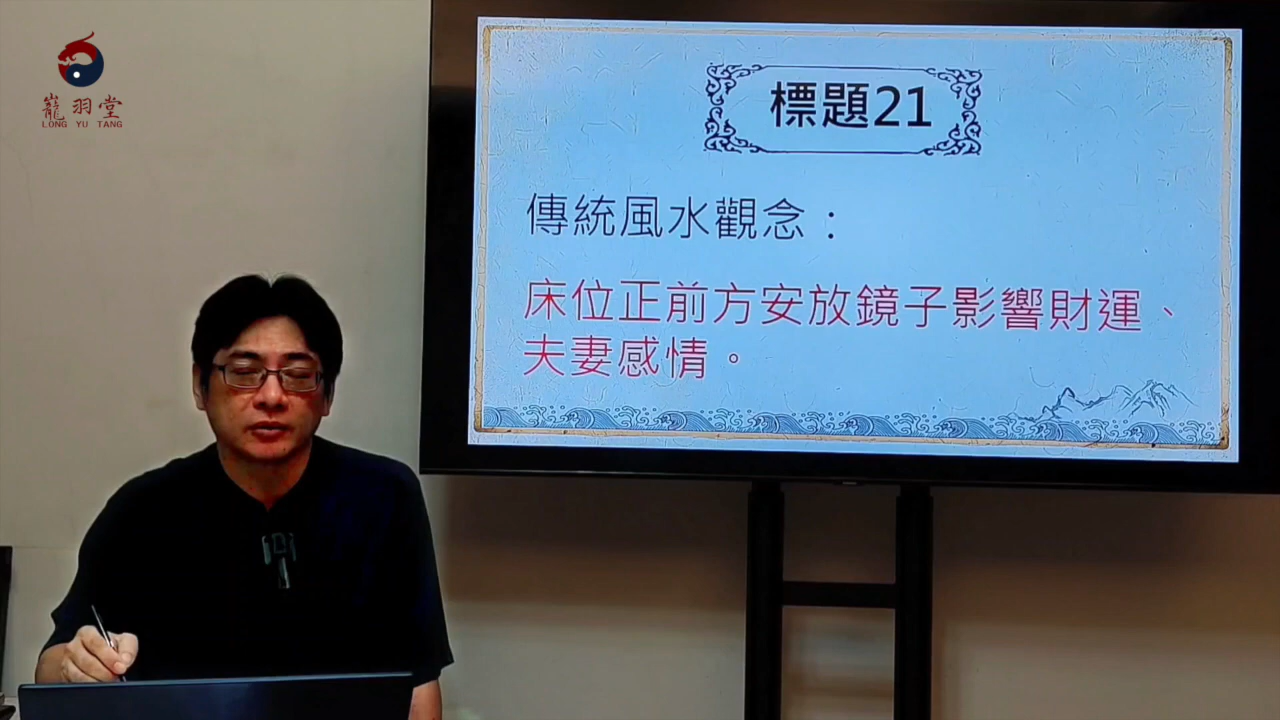 龍羽堂
LONG YU TANG
標題21
傳統風水觀念：
床位正前方安放鏡子影響財運、
夫妻感情。